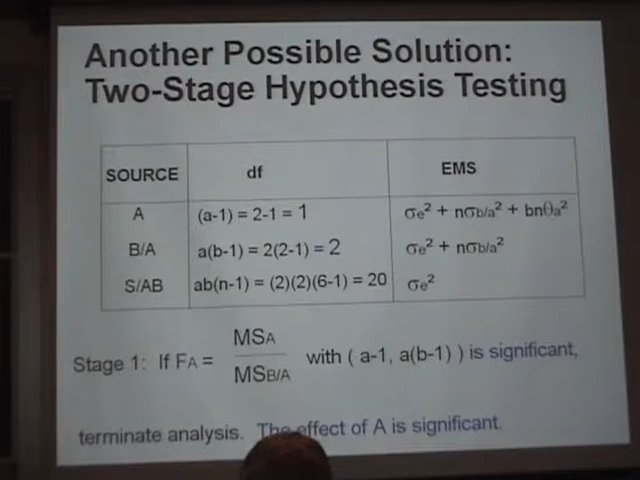 Another Possible Solution:
Two-Stage Hypothesis Testing
SOURCE df EMS
A (a-1) = 2-1 = 1 σe² + nσb/a² + bnθa²
B/A a(b-1) = 2(2-1) = 2 σe² + nσb/a²
S/AB ab(n-1) = (2)(2)(6-1) = 20 σe²
MSA
Stage 1: If FA = with ( a-1, a(b-1) ) is significant,
MSB/A
terminate analysis. The effect of A is significant.